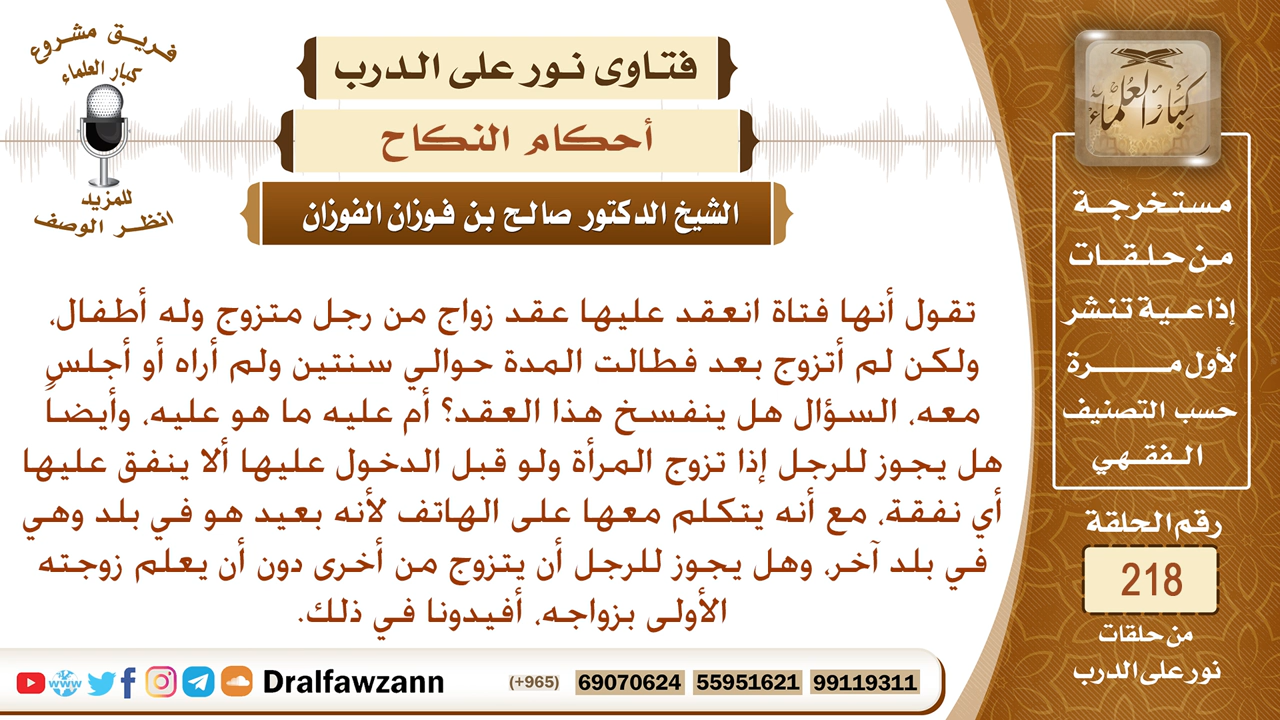 فريق مشروع
كبار العلماء
للمزيد
انظر الوصف
فتاوى نور على الدرب
أحكام النكاح
الشيخ الدكتور صالح بن فوزان الفوزان
تقول أنها فتاة انعقد عليها عقد زواج من رجل متزوج وله أطفال،
ولكن لم أتزوج بعد فطالت المدة حوالي سنتين ولم أراه أو أجلس
معه، السؤال هل ينفسخ هذا العقد؟ أم عليه ما هو عليه، وأيضاً
هل يجوز للرجل إذا تزوج المرأة ولو قبل الدخول عليها ألا ينفق عليها
أي نفقة، مع أنه يتكلم معها على الهاتف لأنه بعيد هو في بلد وهي
في بلد آخر، وهل يجوز للرجل أن يتزوج من أخرى دون أن يعلم زوجته
الأولى بزواجه، أفيدونا في ذلك.
كبار العلماء
مستخرجة
من حلقات
إذاعية تنشر
لأول مرة
حسب التصنيف
الفقهي
رقم الحلقة
218
من حلقات
نور على الدرب
Dralfawzann (+965) 69070624 55951621 99119311